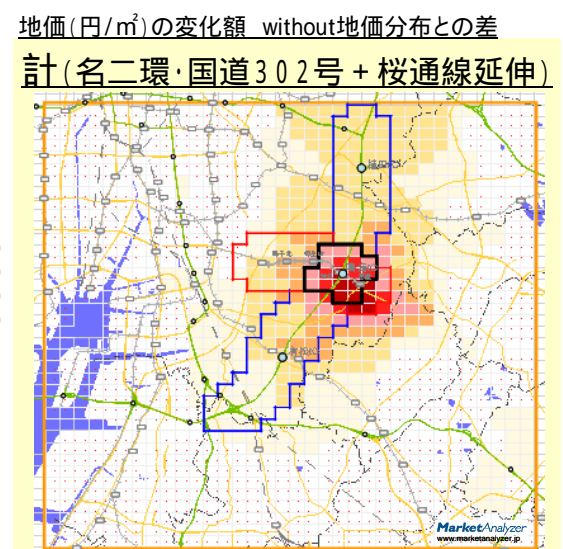 地価(円/㎡)の変化額 without地価分布との差
計(名二環･国道302号+桜通線延伸)
MarketAnalyzer
www.marketanalyzer.jp